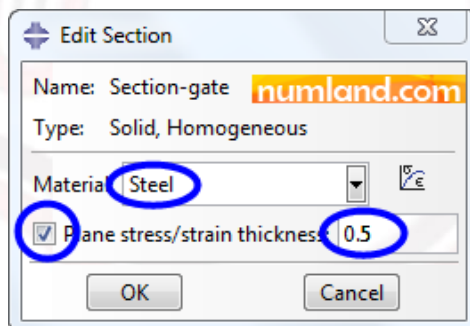 Edit Section
Name: Section-gate numland.com
Type: Solid, Homogeneous
Material Steel
Plane stress/strain thickness: 0.5
OK Cancel